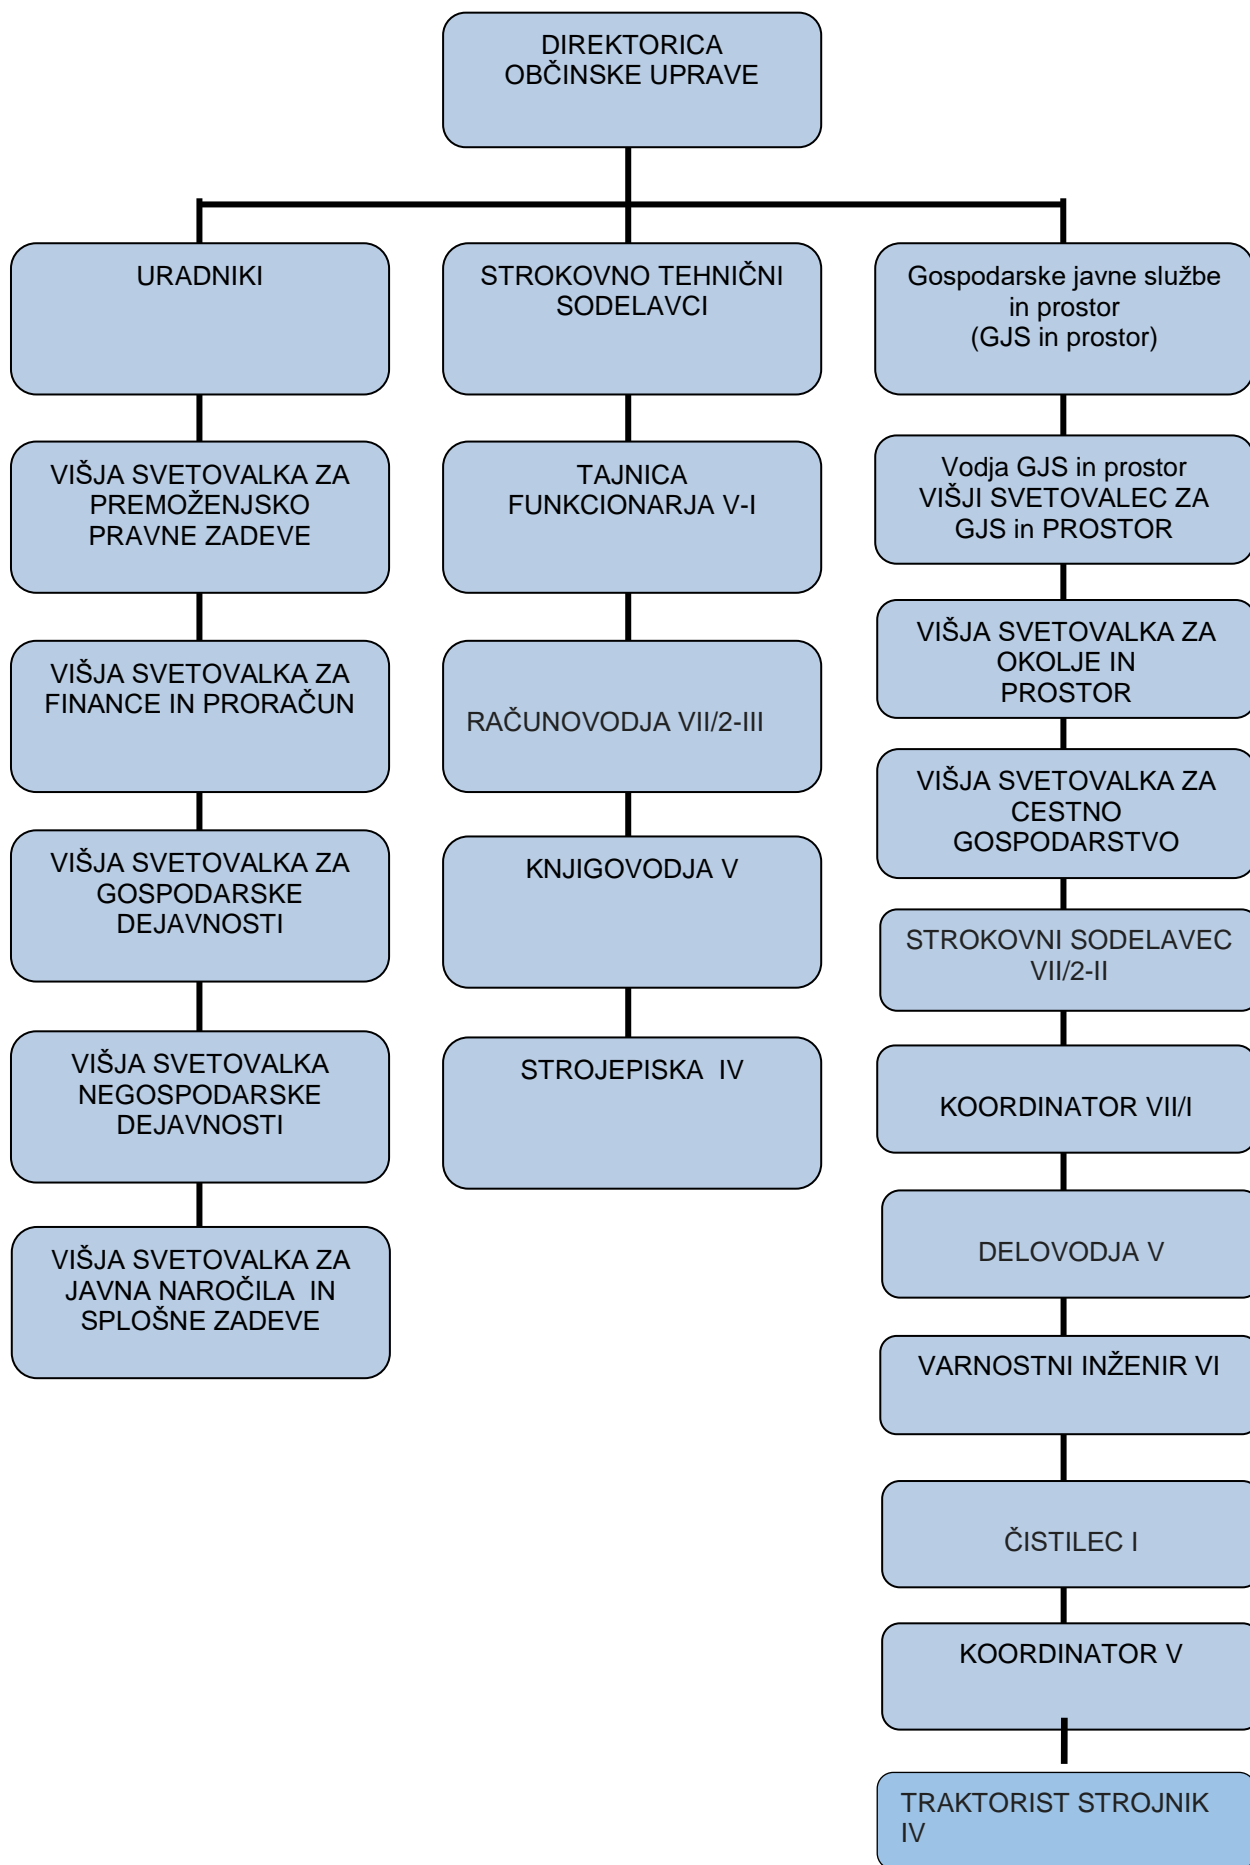 DIREKTORICA
OBČINSKE UPRAVE
URADNIKI
VIŠJA SVETOVALKA ZA
PREMOŽENJSKO
PRAVNE ZADEVE
VIŠJA SVETOVALKA ZA
FINANCE IN PRORAČUN
VIŠJA SVETOVALKA ZA
GOSPODARSKE
DEJAVNOSTI
VIŠJA SVETOVALKA
NEGOSPODARSKE
DEJAVNOSTI
VIŠJA SVETOVALKA ZA
JAVNA NAROČILA  IN
SPLOŠNE ZADEVE
STROKOVNO TEHNIČNI
SODELAVCI
TAJNICA
FUNKCIONARJA V-I
RAČUNOVODJA VII/2-III
KNJIGOVODJA V
STROJEPISKA  IV
Gospodarske javne službe
in prostor
(GJS in prostor)
Vodja GJS in prostor
VIŠJI SVETOVALEC ZA
GJS in PROSTOR
VIŠJA SVETOVALKA ZA
OKOLJE IN
PROSTOR
VIŠJA SVETOVALKA ZA
CESTNO
GOSPODARSTVO
STROKOVNI SODELAVEC
VII/2-II
KOORDINATOR VII/I
DELOVODJA V
VARNOSTNI INŽENIR VI
ČISTILEC I
KOORDINATOR V
TRAKTORIST STROJNIK
IV